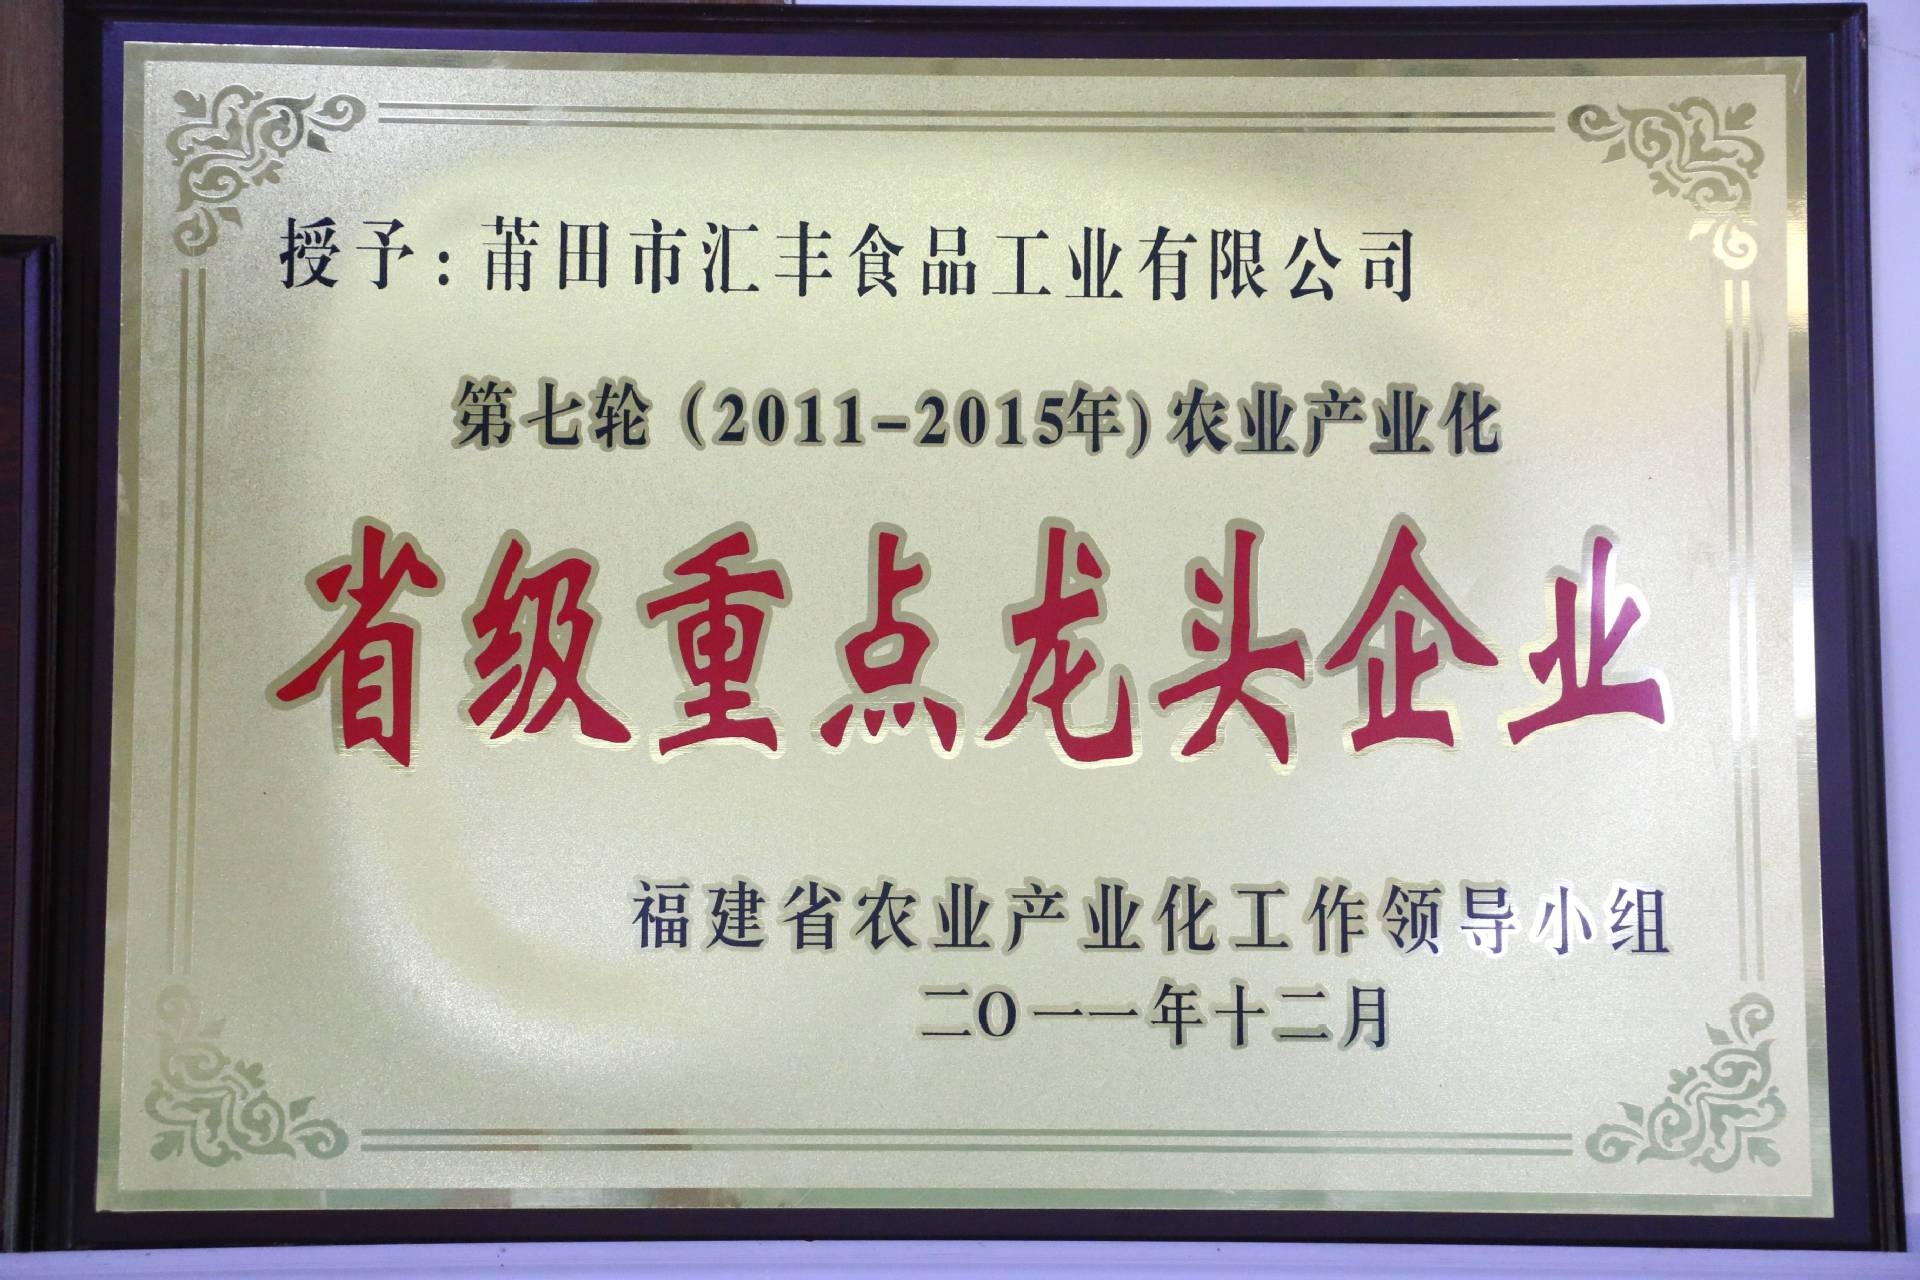 授予:莆田市汇丰食品工业有限公司
第七轮(2011-2015年)农业产业化
省级重点龙头企业
福建省农业产业化工作领导小组
二〇一一年十二月